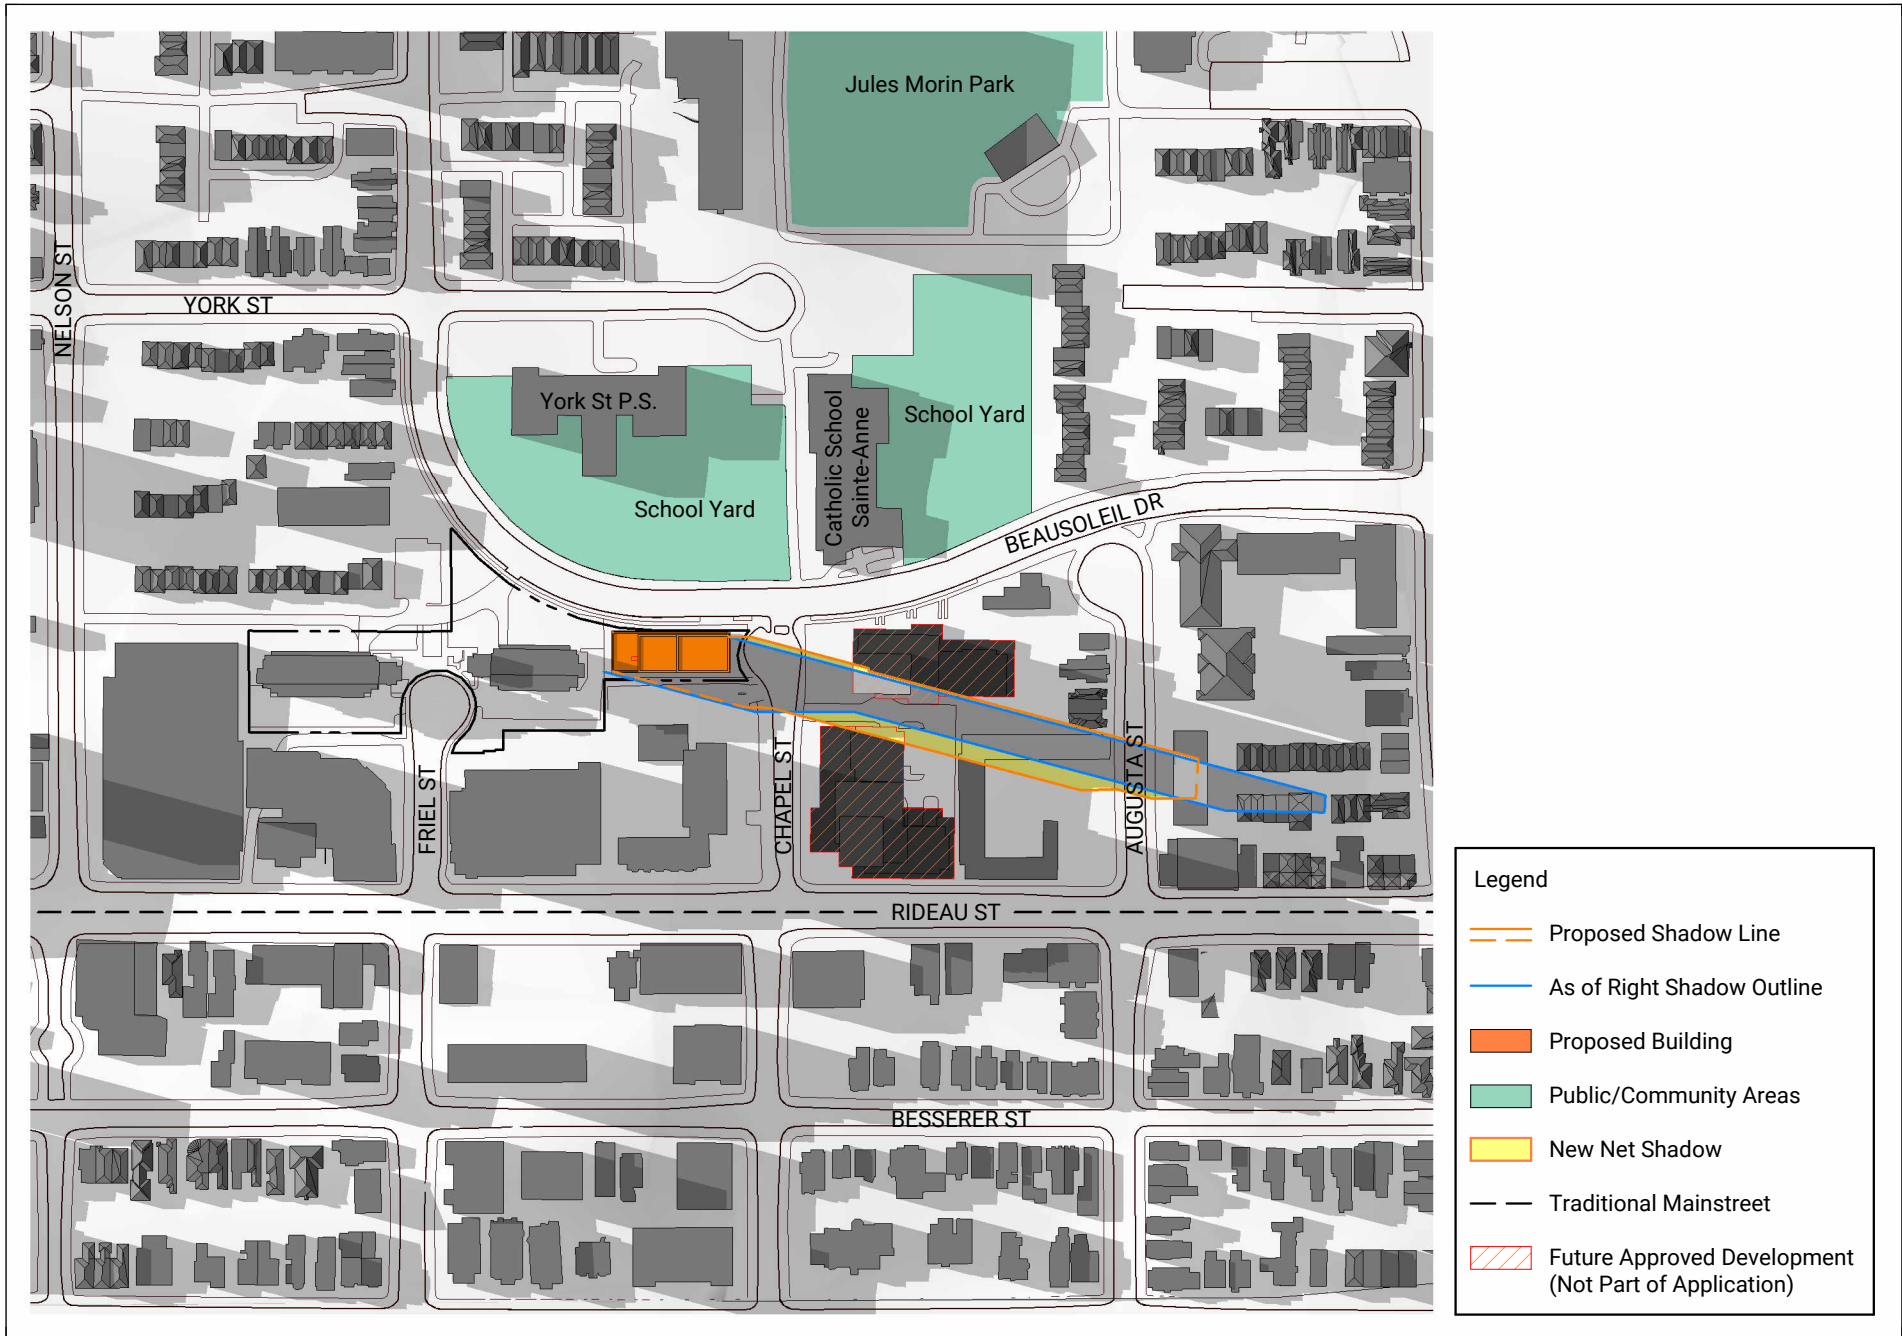 Jules Morin Park
NELSON ST
YORK ST
York St P.S.
School Yard
Catholic School
Sainte-Anne
School Yard
BEAUSOLEIL DR
FRIEL ST
CHAPEL ST
AUGUSTA ST
RIDEAU ST
BESSERER ST
Legend
Proposed Shadow Line
As of Right Shadow Outline
Proposed Building
Public/Community Areas
New Net Shadow
Traditional Mainstreet
Future Approved Development
(Not Part of Application)